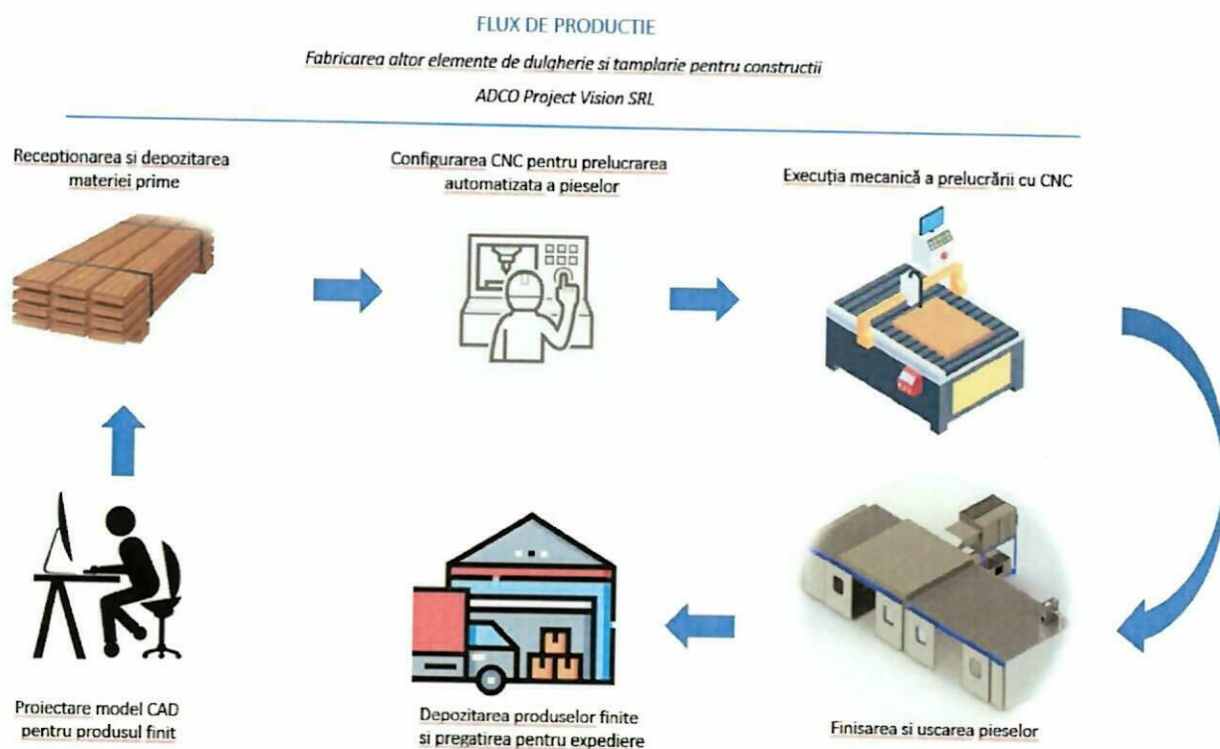 FLUX DE PRODUCTIE
Fabricarea altor elemente de dulgherie si tamplarie pentru constructii
ADCO Project Vision SRL
Receptionarea si depozitarea
materiei prime
Configurarea CNC pentru prelucrarea
automatizata a pieselor
Execuția mecanică a prelucrării cu CNC
Proiectare model CAD
pentru produsul finit
Depozitarea produselor finite
si pregatirea pentru expediere
Finisarea si uscarea pieselor